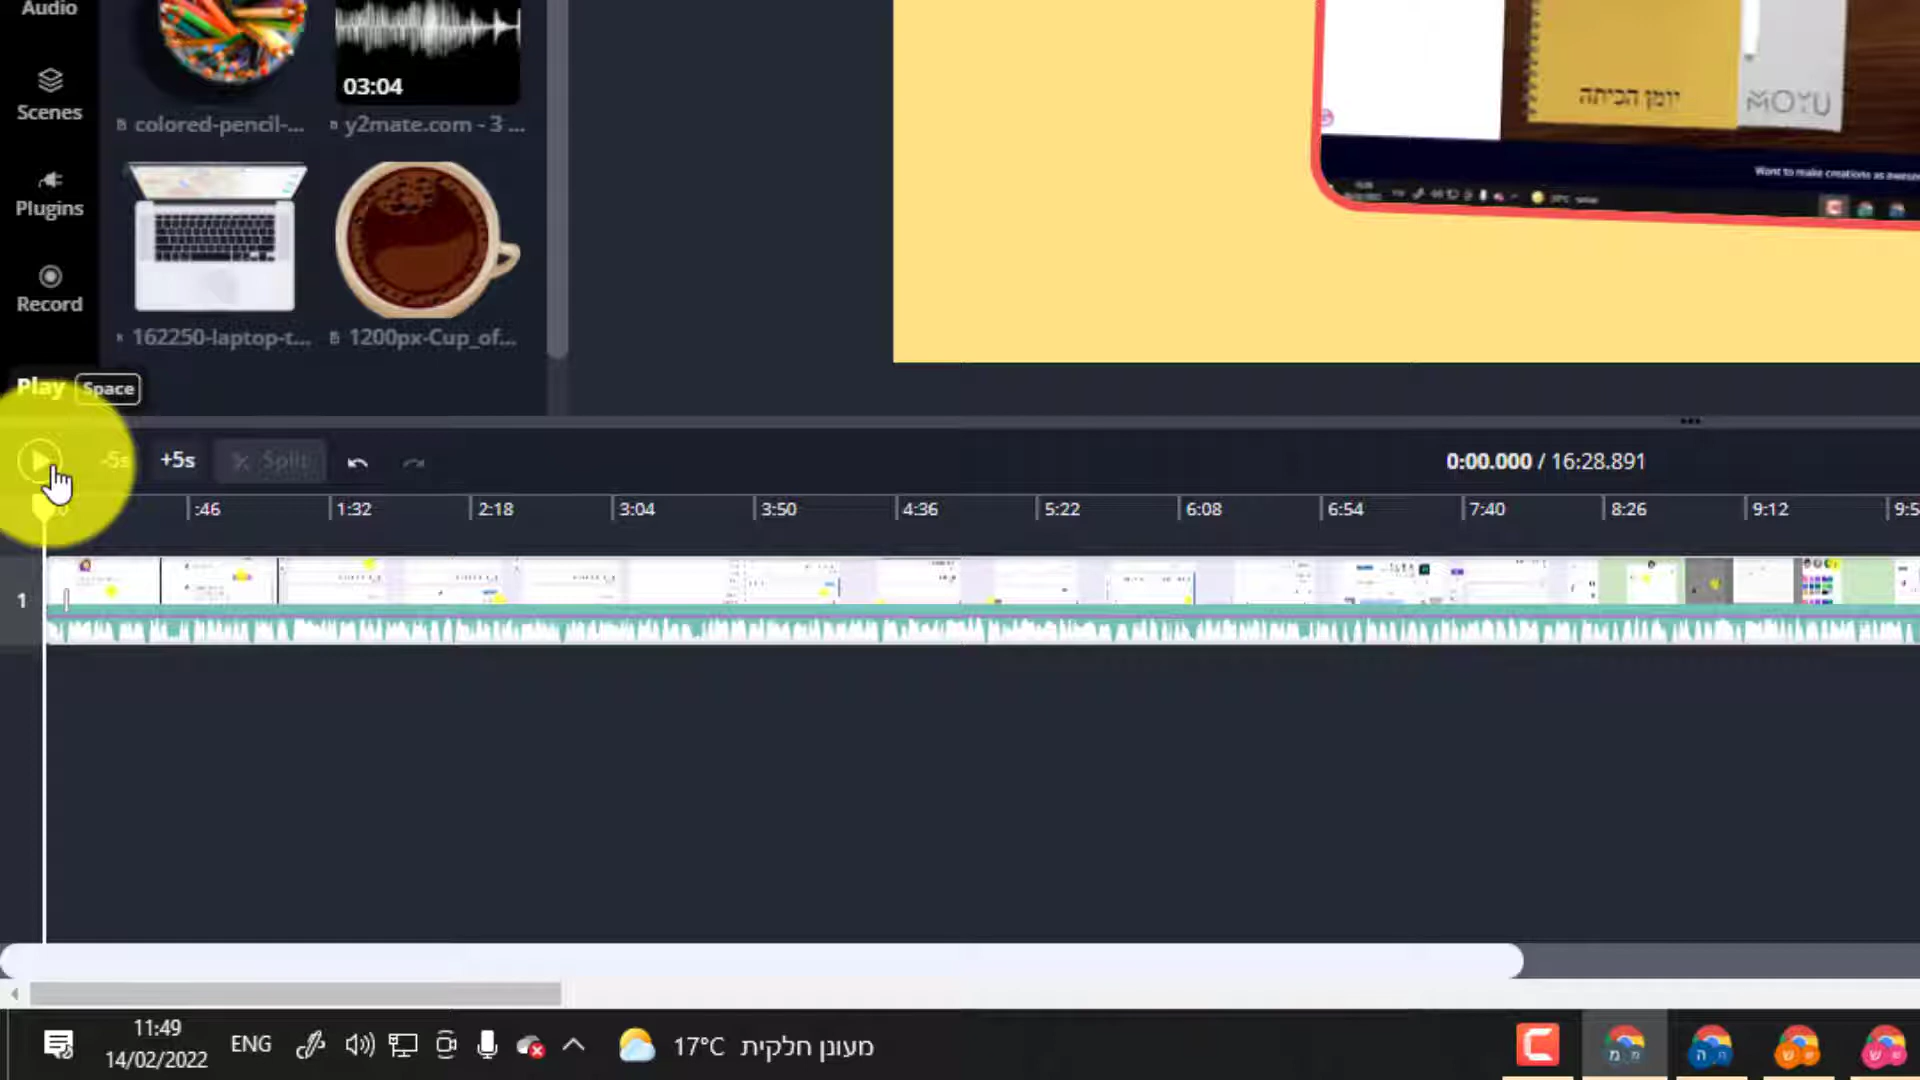 Audio
Scenes
Plugins
Record
03:04
colored-pencil-...
y2mate.com - 3 ...
162250-laptop-t...
1200px-Cup_of...
יומן הכיתה
MOYU
Want to make creations as awesom
Play Space
-5s +5s Split
0:00.000 / 16:28.891
:46 1:32 2:18 3:04 3:50 4:36 5:22 6:08 6:54 7:40 8:26 9:12 9:5
1
11:49
14/02/2022
ENG
17°C מעונן חלקית